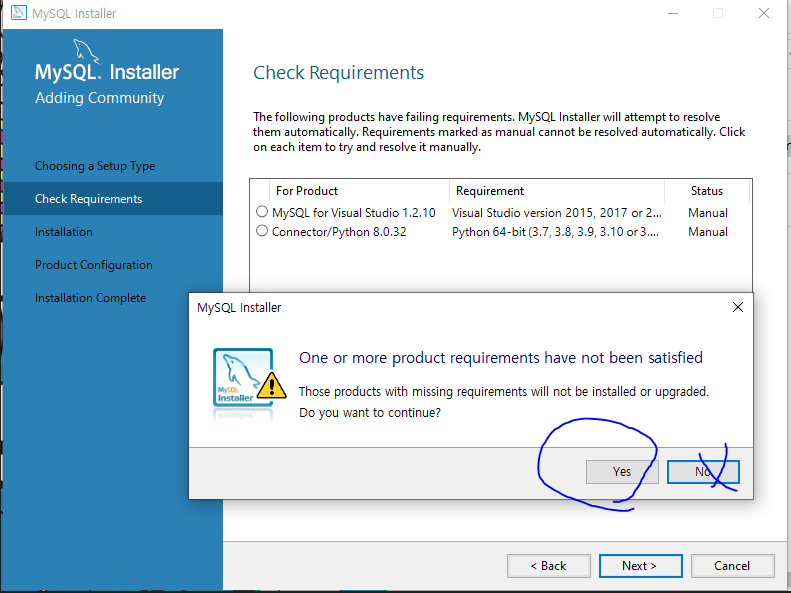 MySQL Installer
MySQL. Installer
Adding Community
Choosing a Setup Type
Check Requirements
Installation
Product Configuration
Installation Complete
Check Requirements
The following products have failing requirements. MySQL Installer will attempt to resolve
them automatically. Requirements marked as manual cannot be resolved automatically. Click
on each item to try and resolve it manually.
For Product Requirement Status
MySQL for Visual Studio 1.2.10 Visual Studio version 2015, 2017 or 2... Manual
Connector/Python 8.0.32 Python 64-bit (3.7, 3.8, 3.9, 3.10 or 3.... Manual
MySQL Installer
MySQL
Installer
One or more product requirements have not been satisfied
Those products with missing requirements will not be installed or upgraded.
Do you want to continue?
Yes No
< Back Next > Cancel